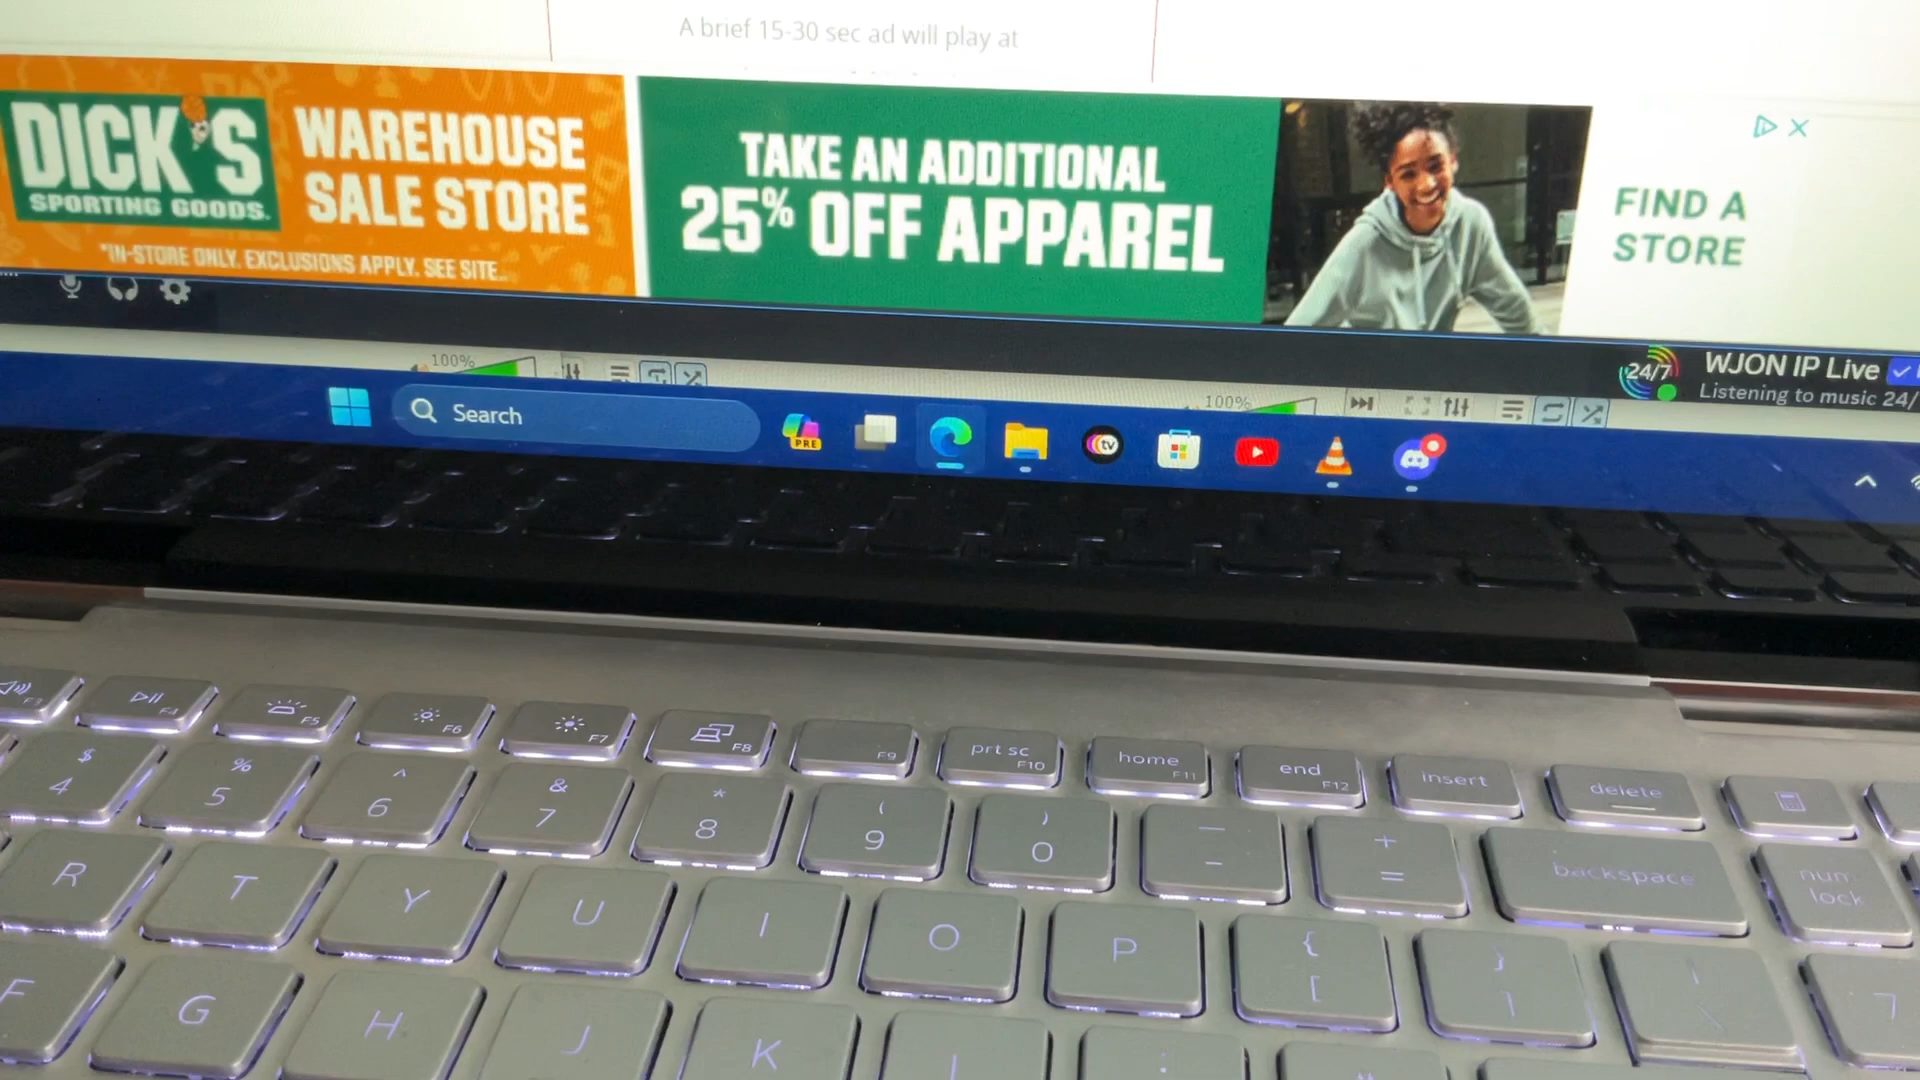 A brief 15-30 sec ad will play at
DICK'S
SPORTING GOODS.
WAREHOUSE
SALE STORE
*IN-STORE ONLY. EXCLUSIONS APPLY. SEE SITE.
TAKE AN ADDITIONAL
25% OFF APPAREL
FIND A
STORE
100%
100%
24/7
WJON IP Live
Listening to music 24/
Search
PRE
tv
F3
F4
F5
F6
F7
F8
F9
prt sc
F10
home
F11
end
F12
insert
delete
$
4
%
5
^
6
&
7
*
8
(
9
)
0
—
-
+
=
backspace
num
lock
R
T
Y
U
I
O
P
{
[
}
]
|
\
7
F
G
H
J
K
L
:
"